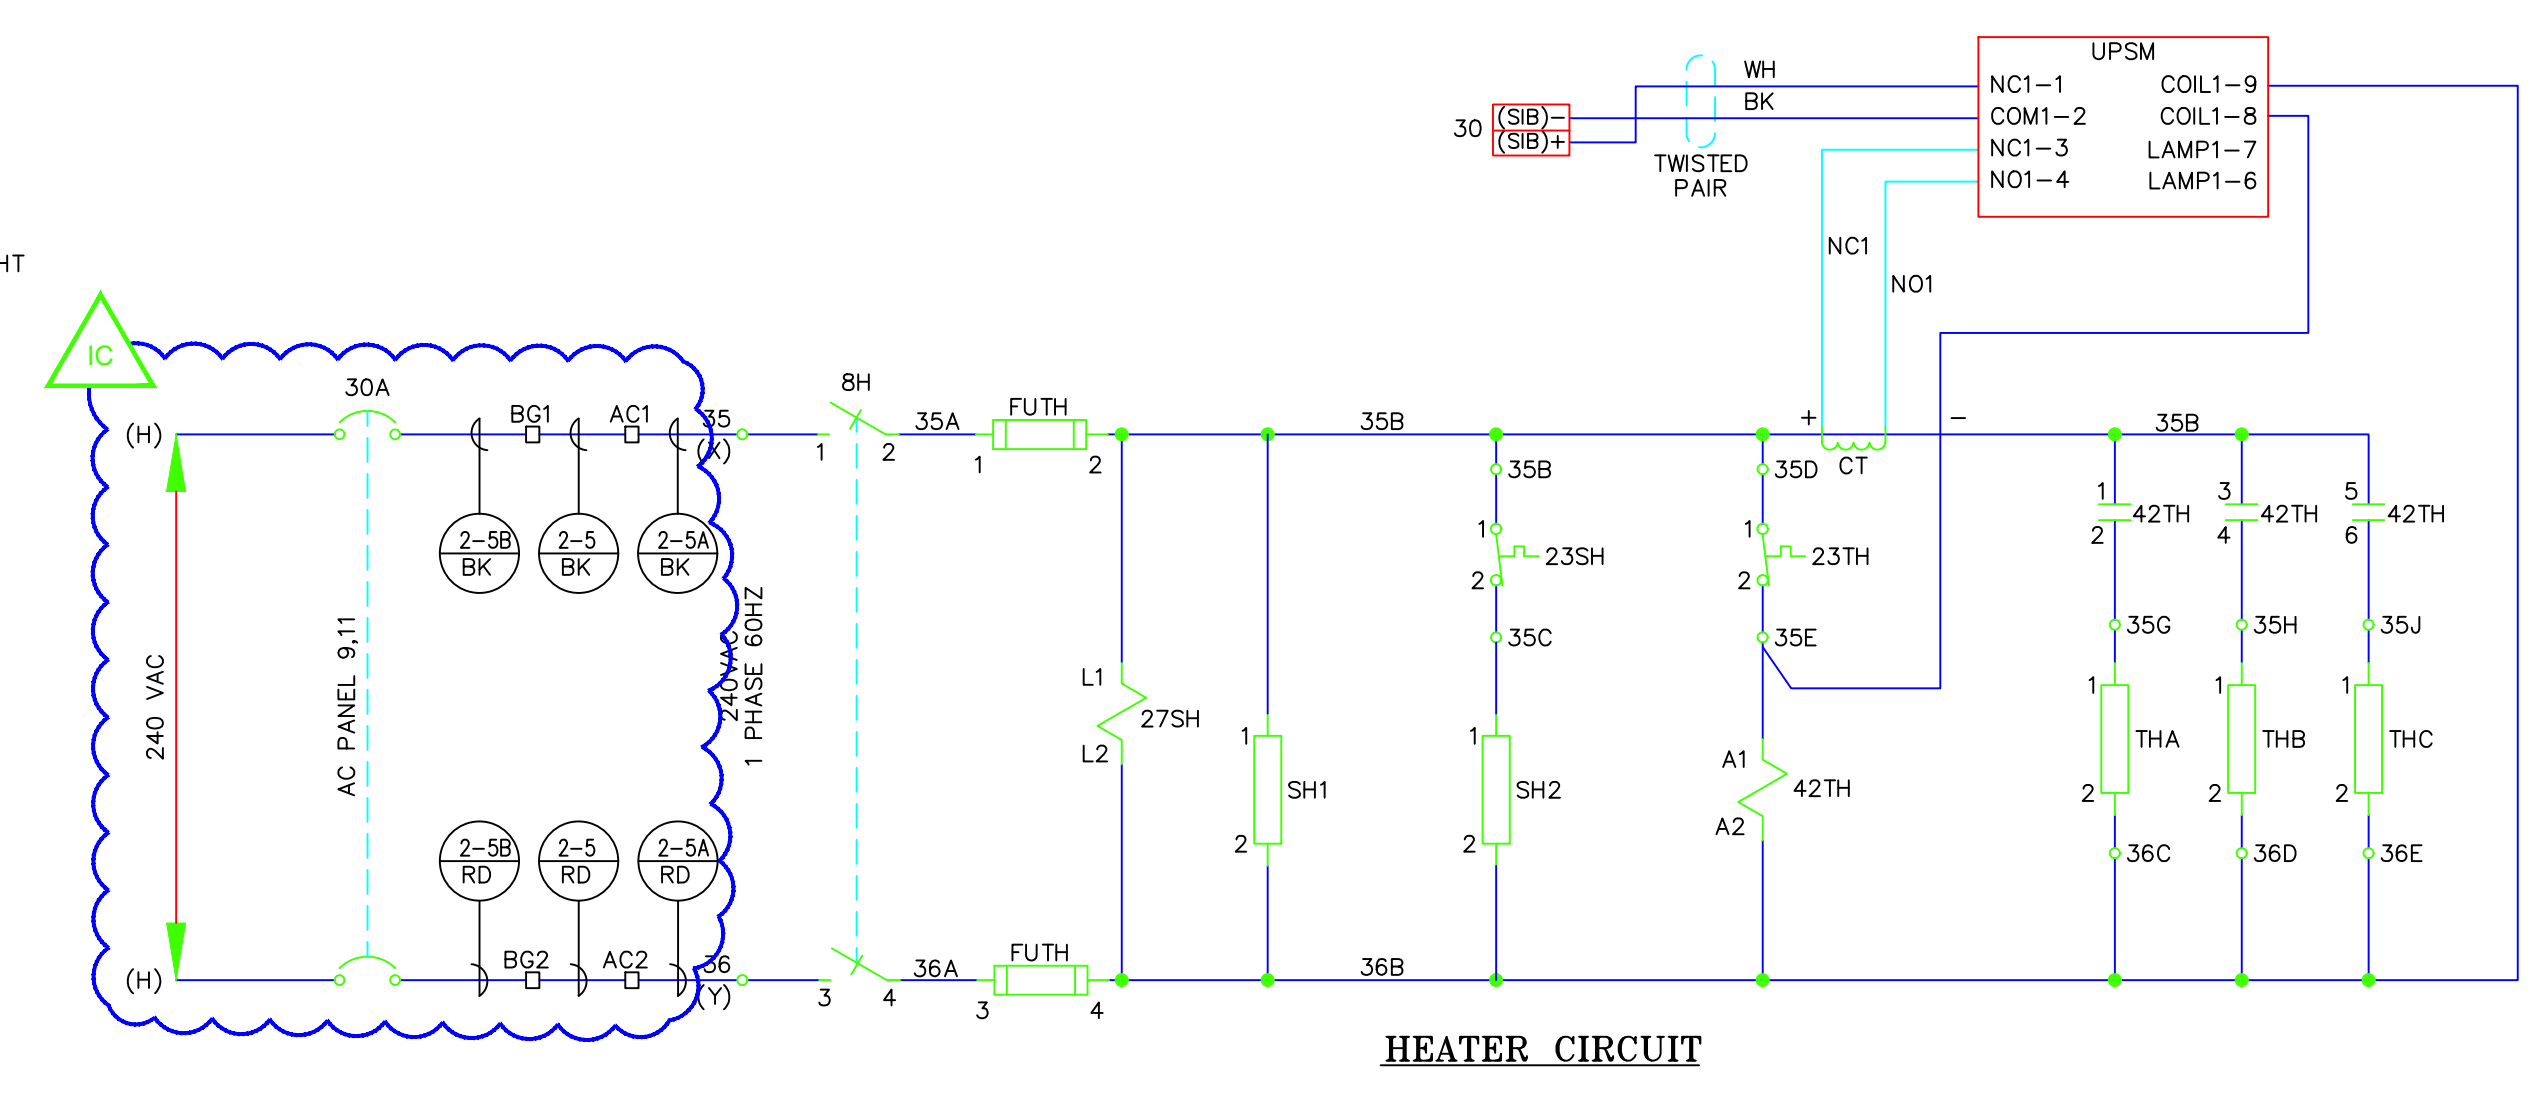 UPSM
WH
NC1-1
COIL1-9
BK
(SIB)-
COM1-2
COIL1-8
30
(SIB)+
NC1-3
LAMP1-7
TWISTED
PAIR
NO1-4
LAMP1-6
NC1
HT
NO1
IC
30A
8H
BG1
AC1
35
35A
FUTH
35B
+
-
35B
(H)
(X)
1
2
1
2
CT
35B
35D
1
3
5
42TH
42TH
42TH
2
4
6
2-5B
BK
2-5
BK
2-5A
BK
1
23SH
2
1
23TH
2
240 VAC
AC PANEL 9,11
240VAC
1 PHASE 60HZ
35C
35E
35G
35H
35J
L1
27SH
L2
1
SH1
2
1
SH2
2
A1
42TH
A2
1
THA
2
1
THB
2
1
THC
2
2-5B
RD
2-5
RD
2-5A
RD
36C
36D
36E
(H)
BG2
AC2
36
(Y)
3
4
36A
FUTH
3
4
36B
HEATER CIRCUIT